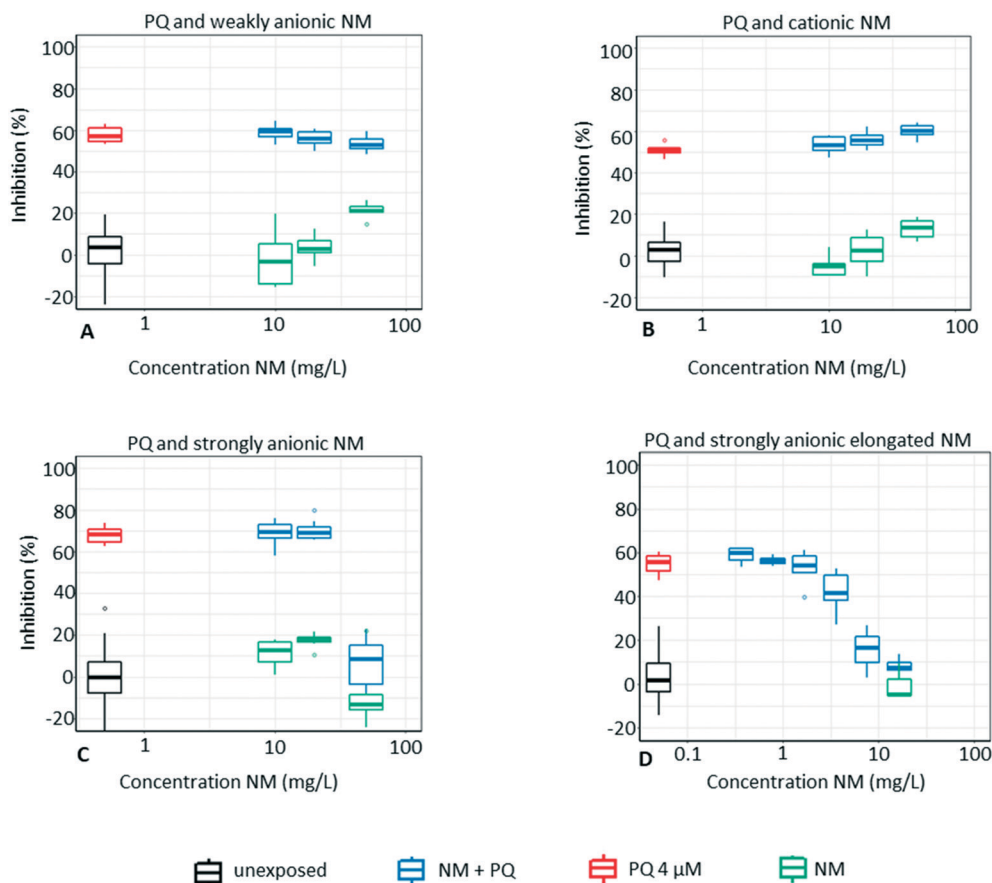 PQ and weakly anionic NM
100
80
60
40
20
0
-20
Inhibition (%)
A
1
10
100
Concentration NM (mg/L)
PQ and cationic NM
100
80
60
40
20
0
-20
Inhibition (%)
B
1
10
100
Concentration NM (mg/L)
PQ and strongly anionic NM
100
80
60
40
20
0
-20
Inhibition (%)
C
1
10
100
Concentration NM (mg/L)
PQ and strongly anionic elongated NM
100
80
60
40
20
0
-20
Inhibition (%)
D
0.1
1
10
100
Concentration NM (mg/L)
unexposed
NM + PQ
PQ 4 µM
NM